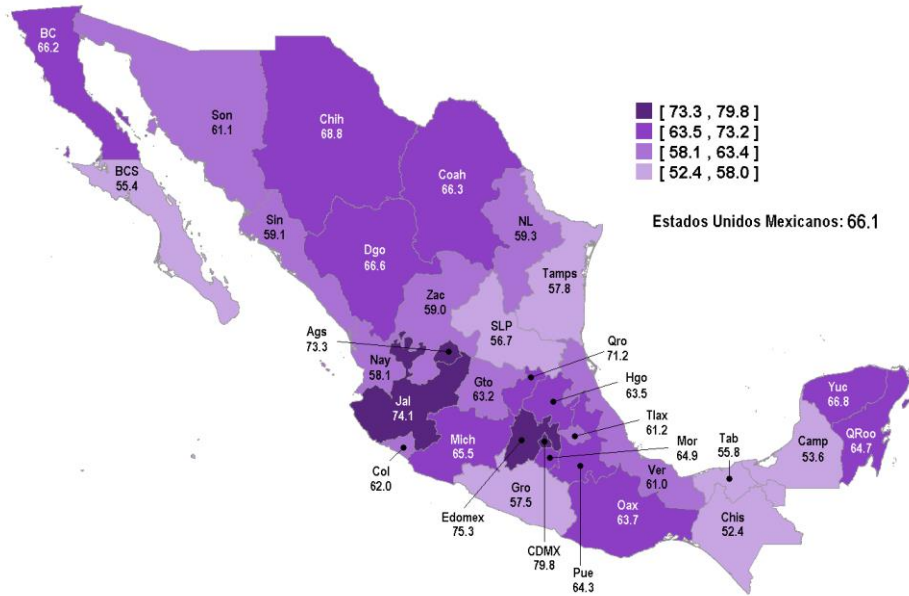 BC
66.2
Son
61.1
Chih
68.8
[ 73.3 , 79.8 ]
[ 63.5 , 73.2 ]
[ 58.1 , 63.4 ]
[ 52.4 , 58.0 ]
Estados Unidos Mexicanos: 66.1
BCS
55.4
Coah
66.3
Sin
59.1
NL
59.3
Dgo
66.6
Tamps
57.8
Zac
59.0
SLP
56.7
Ags
73.3
Qro
71.2
Nay
58.1
Gto
63.2
Hgo
63.5
Yuc
66.8
Jal
74.1
Tlax
61.2
QRoo
64.7
Mich
65.5
Mor
64.9
Tab
55.8
Camp
53.6
Col
62.0
Ver
61.0
Gro
57.5
Oax
63.7
Edomex
75.3
Chis
52.4
CDMX
79.8
Pue
64.3